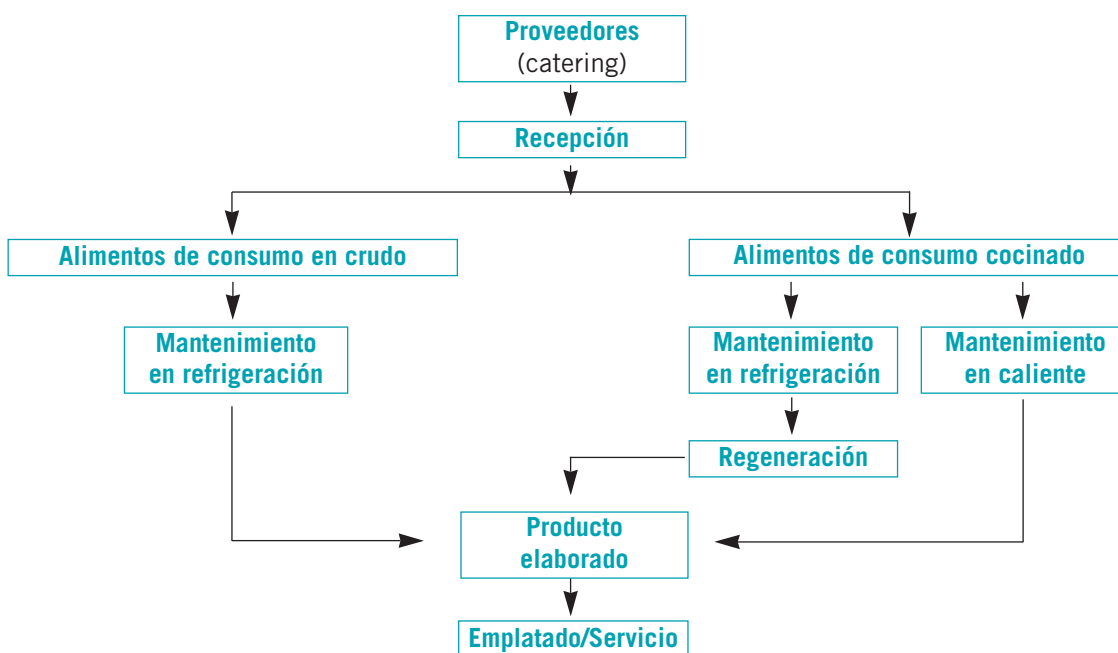 Proveedores
(catering)
Recepción
Alimentos de consumo en crudo
Alimentos de consumo cocinado
Mantenimiento
en refrigeración
Mantenimiento
en refrigeración
Mantenimiento
en caliente
Regeneración
Producto
elaborado
Emplatado/Servicio